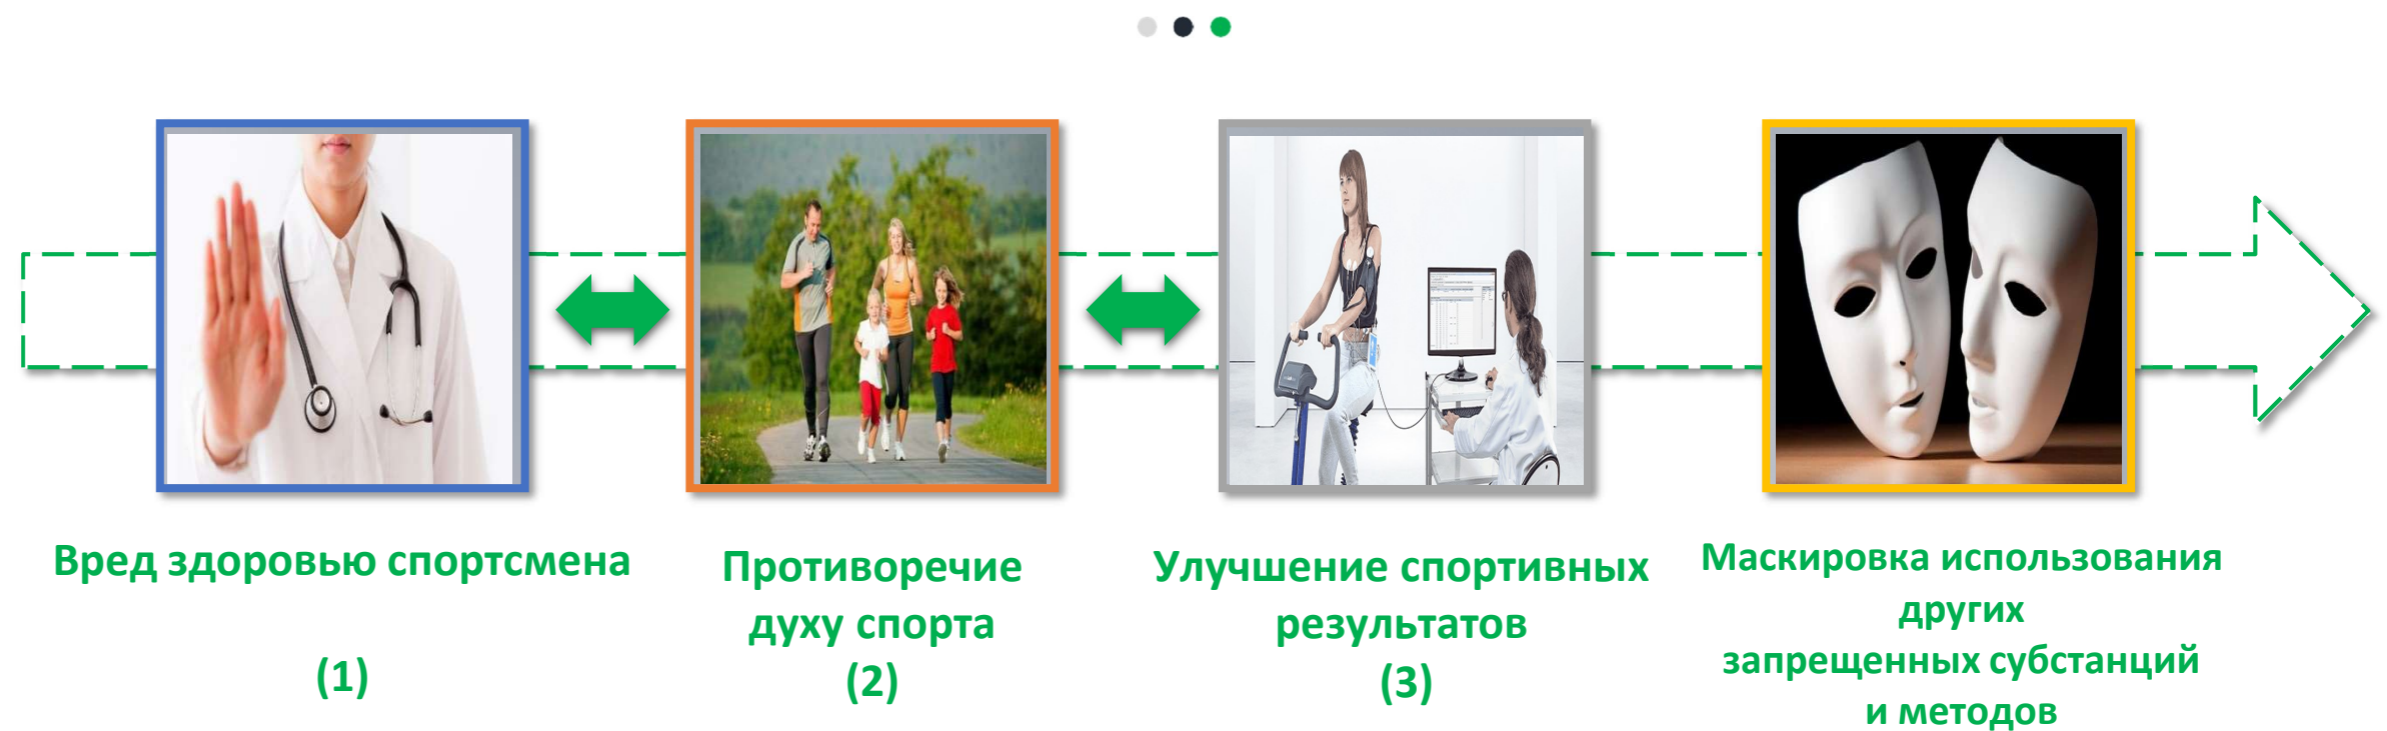 Вред здоровью спортсмена
(1)
Противоречие
духу спорта
(2)
Улучшение спортивных
результатов
(3)
Маскировка использования
других
запрещенных субстанций
и методов